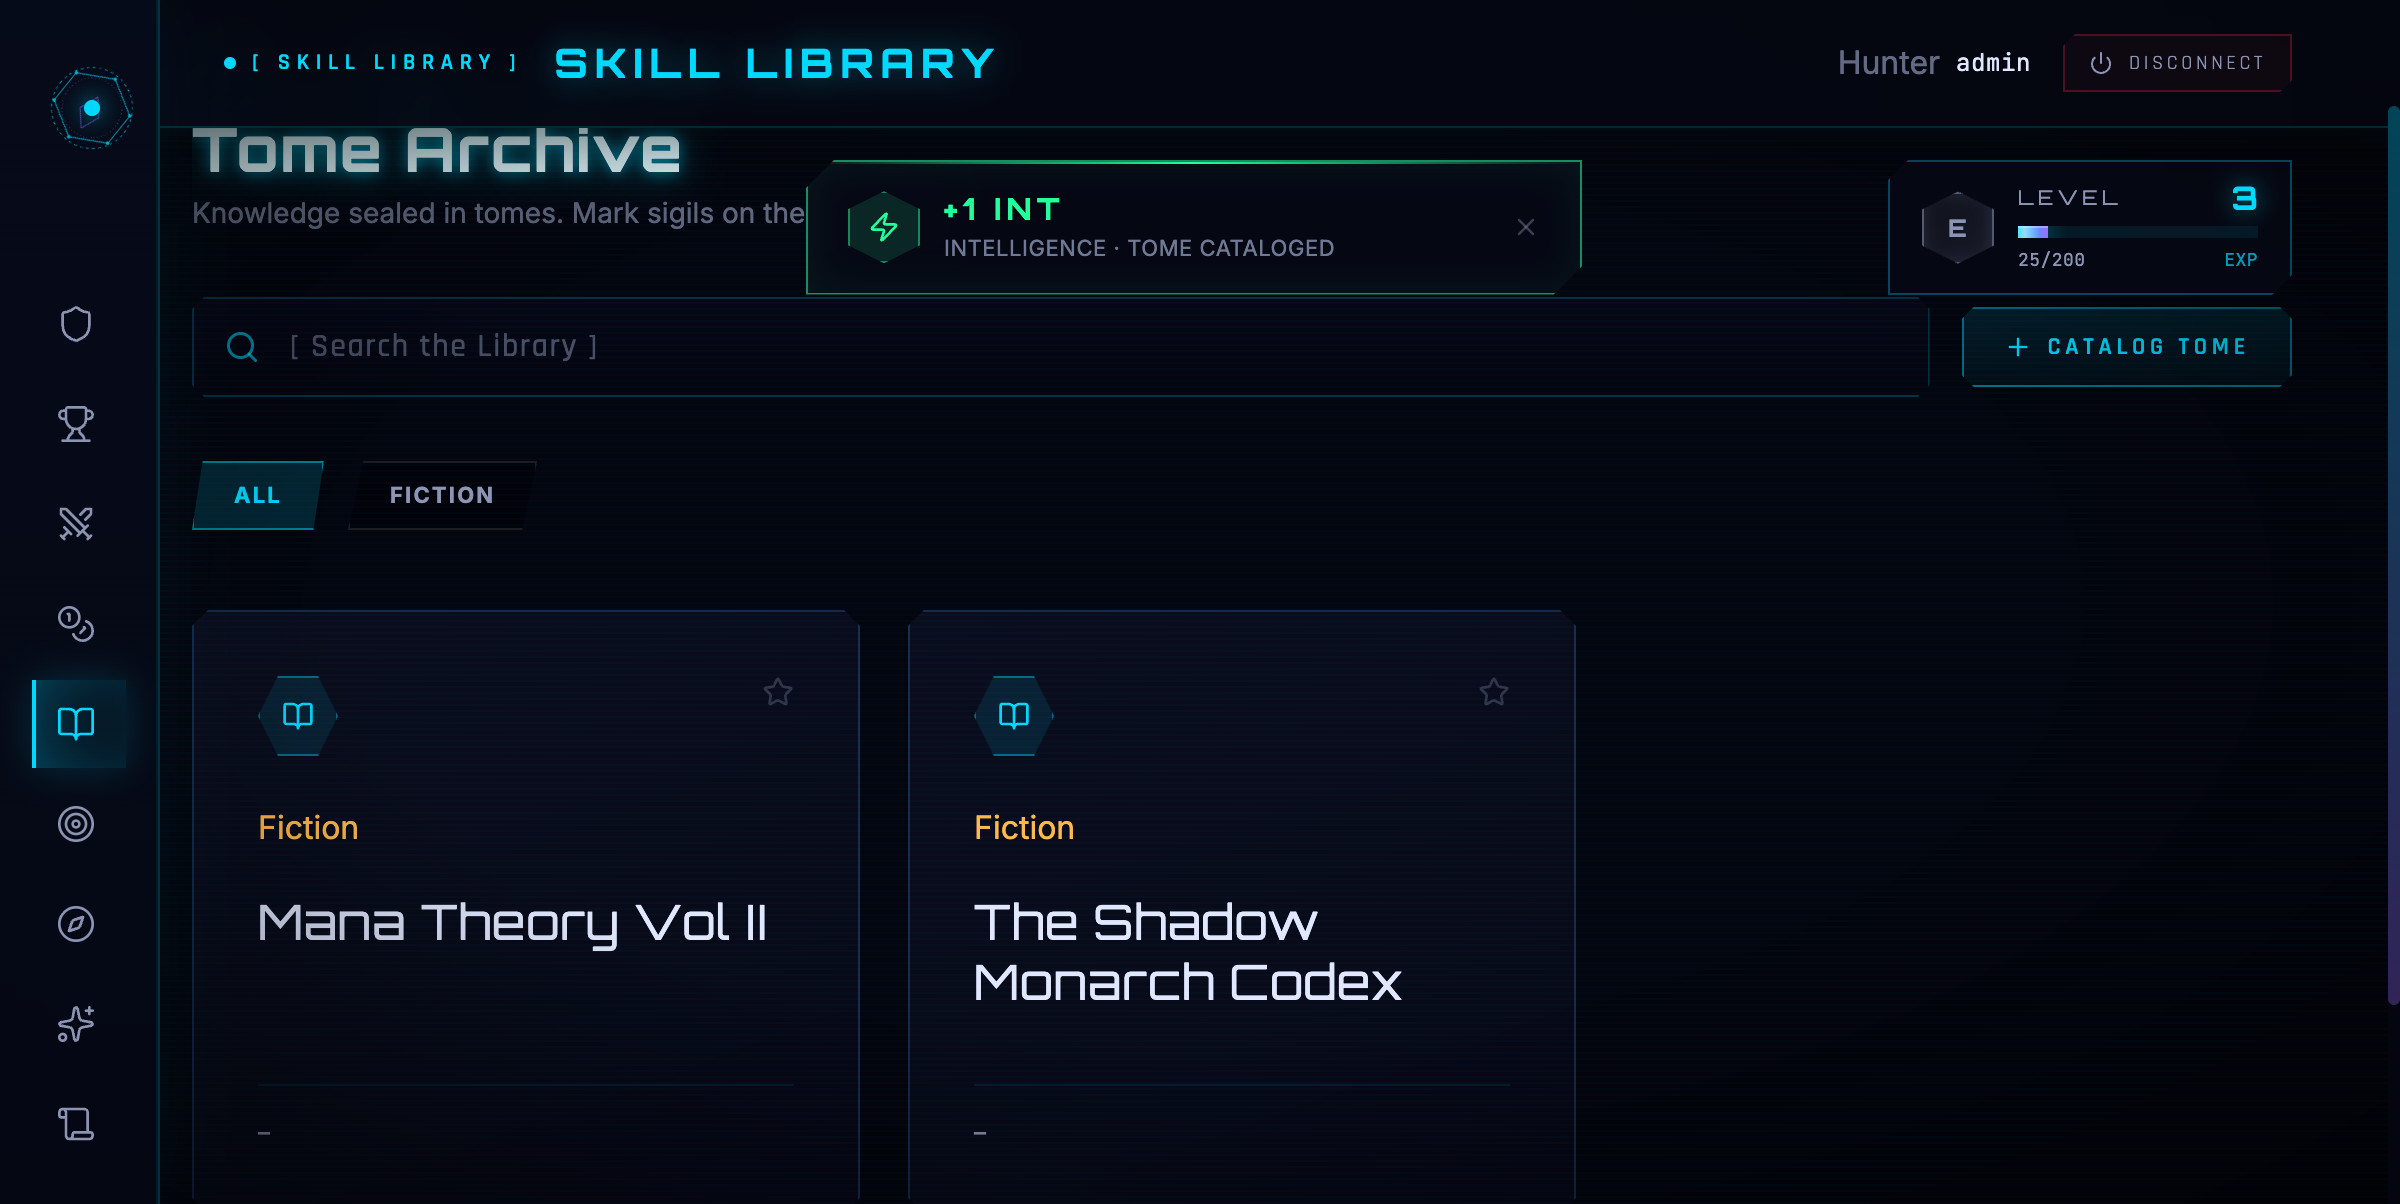 [ SKILL LIBRARY ]
SKILL LIBRARY
Hunter admin
DISCONNECT
Tome Archive
Knowledge sealed in tomes. Mark sigils on the
+1 INT
INTELLIGENCE · TOME CATALOGED
E
LEVEL
3
25/200
EXP
[ Search the Library ]
+ CATALOG TOME
ALL
FICTION
Fiction
Mana Theory Vol II
–
Fiction
The Shadow
Monarch Codex
–